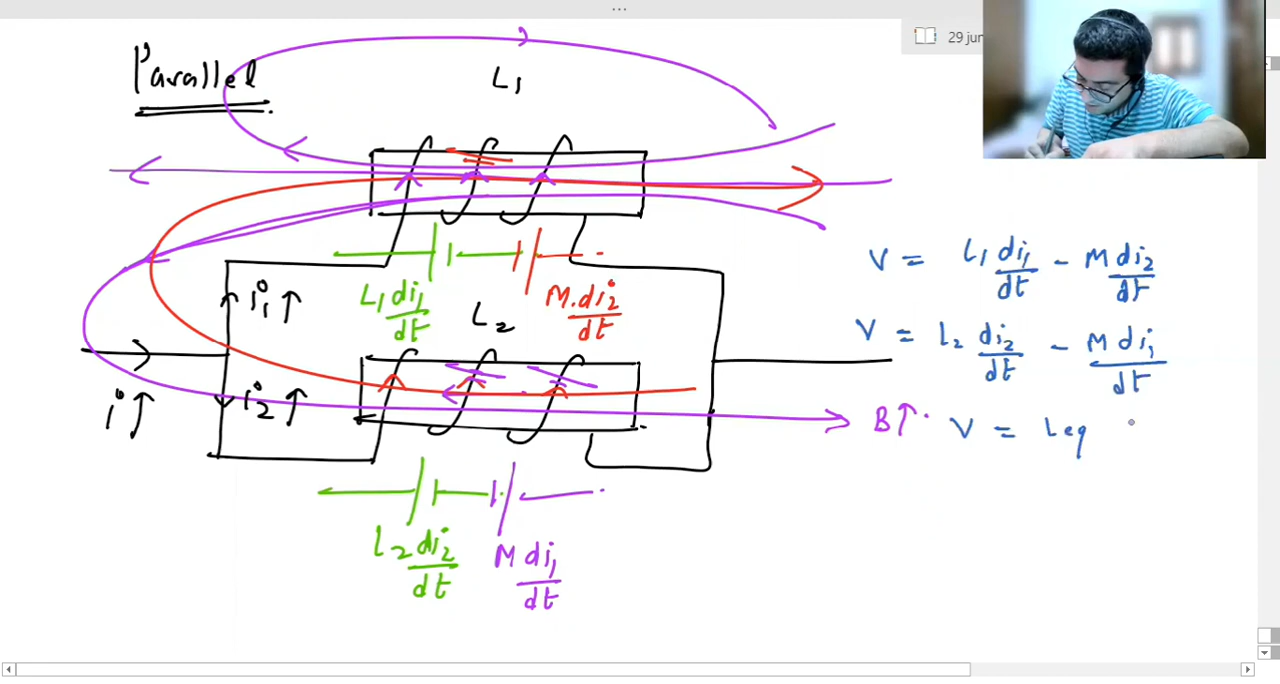 29 jun
Parallel
L₁
L₁ di₁/dt
M. di₂/dt
i₁↑
L₂
i↑
i₂↑
B↑
L₂ di₂/dt
M di₁/dt
V = L₁ di₁/dt - M di₂/dt
V = L₂ di₂/dt - M di₁/dt
V = Leq